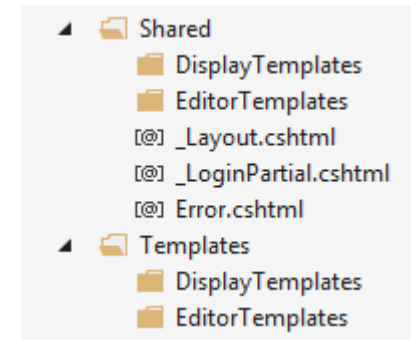 Shared
DisplayTemplates
EditorTemplates
[@] _Layout.cshtml
[@] _LoginPartial.cshtml
[@] Error.cshtml
Templates
DisplayTemplates
EditorTemplates